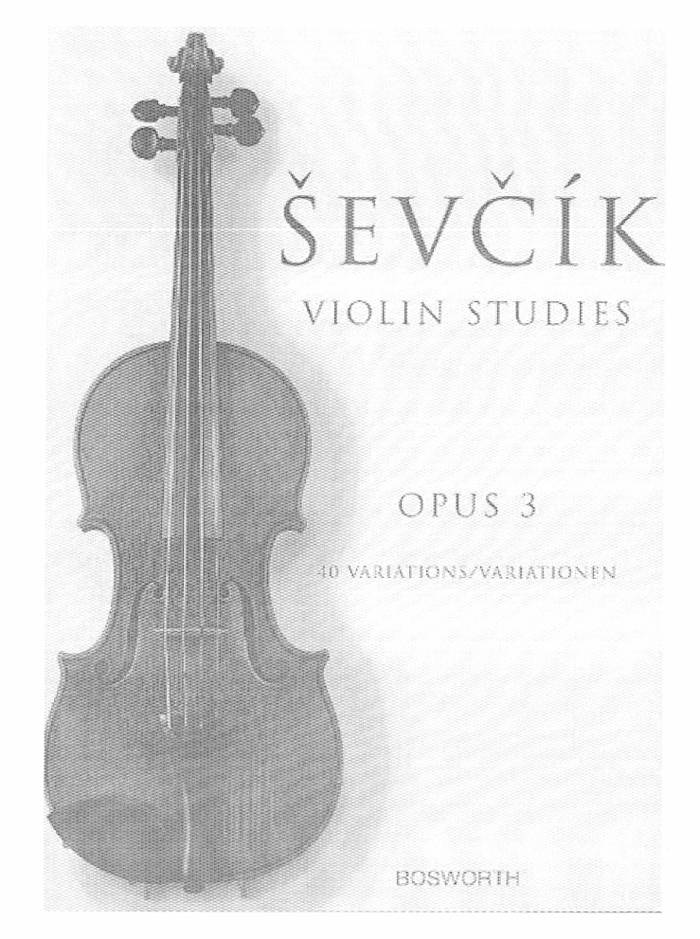 ŠEVČÍK
VIOLIN STUDIES
OPUS 3
40 VARIATIONS/VARIATIONEN
BOSWORTH